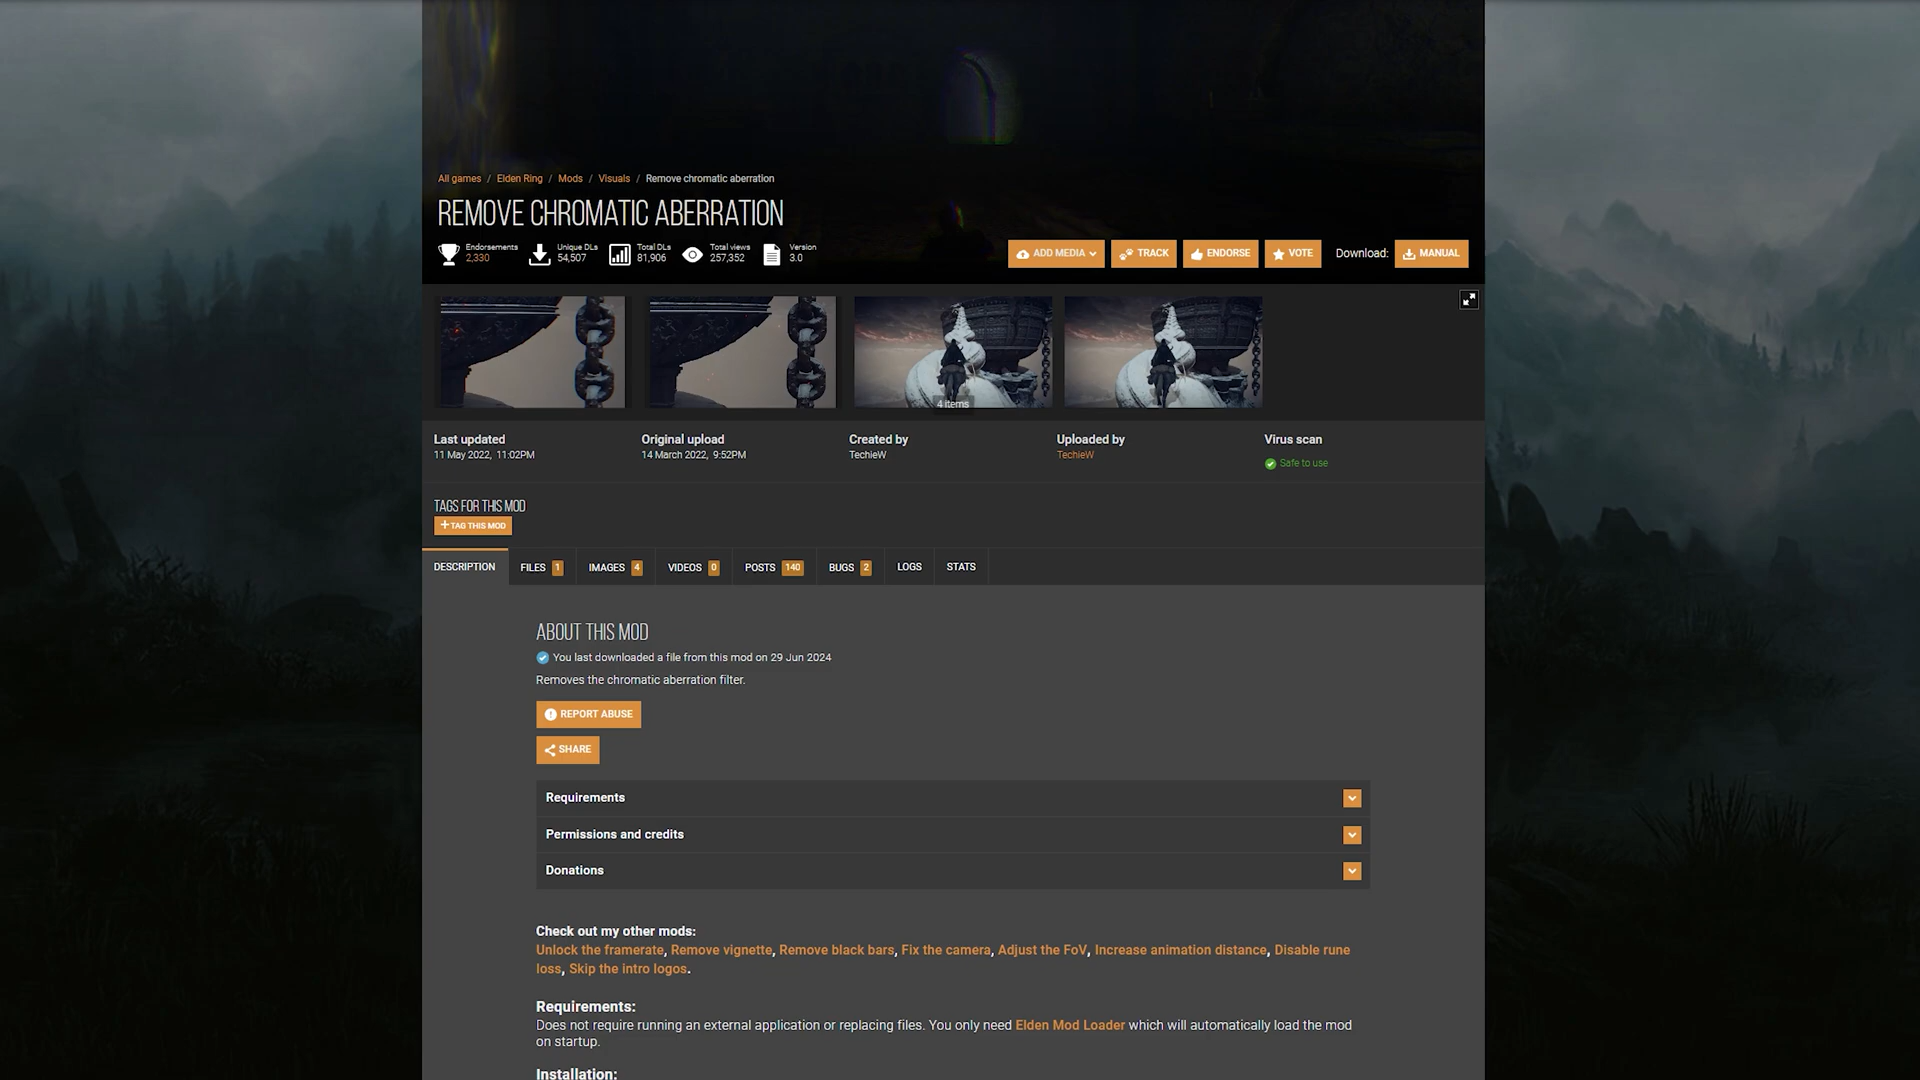 All games / Elden Ring / Mods / Visuals / Remove chromatic aberration
REMOVE CHROMATIC ABERRATION
Endorsements 2,330 Unique DLs 54,507 Total DLs 81,906 Total views 257,352 Version 3.0
ADD MEDIA TRACK ENDORSE VOTE Download: MANUAL
4 items
Last updated Original upload Created by Uploaded by Virus scan
11 May 2022, 11:02PM 14 March 2022, 9:52PM TechieW TechieW Safe to use
TAGS FOR THIS MOD
+ TAG THIS MOD
DESCRIPTION FILES 1 IMAGES 4 VIDEOS 0 POSTS 140 BUGS 2 LOGS STATS
ABOUT THIS MOD
You last downloaded a file from this mod on 29 Jun 2024
Removes the chromatic aberration filter.
REPORT ABUSE
SHARE
Requirements
Permissions and credits
Donations
Check out my other mods:
Unlock the framerate, Remove vignette, Remove black bars, Fix the camera, Adjust the FoV, Increase animation distance, Disable rune
loss, Skip the intro logos.
Requirements:
Does not require running an external application or replacing files. You only need Elden Mod Loader which will automatically load the mod
on startup.
Installation: